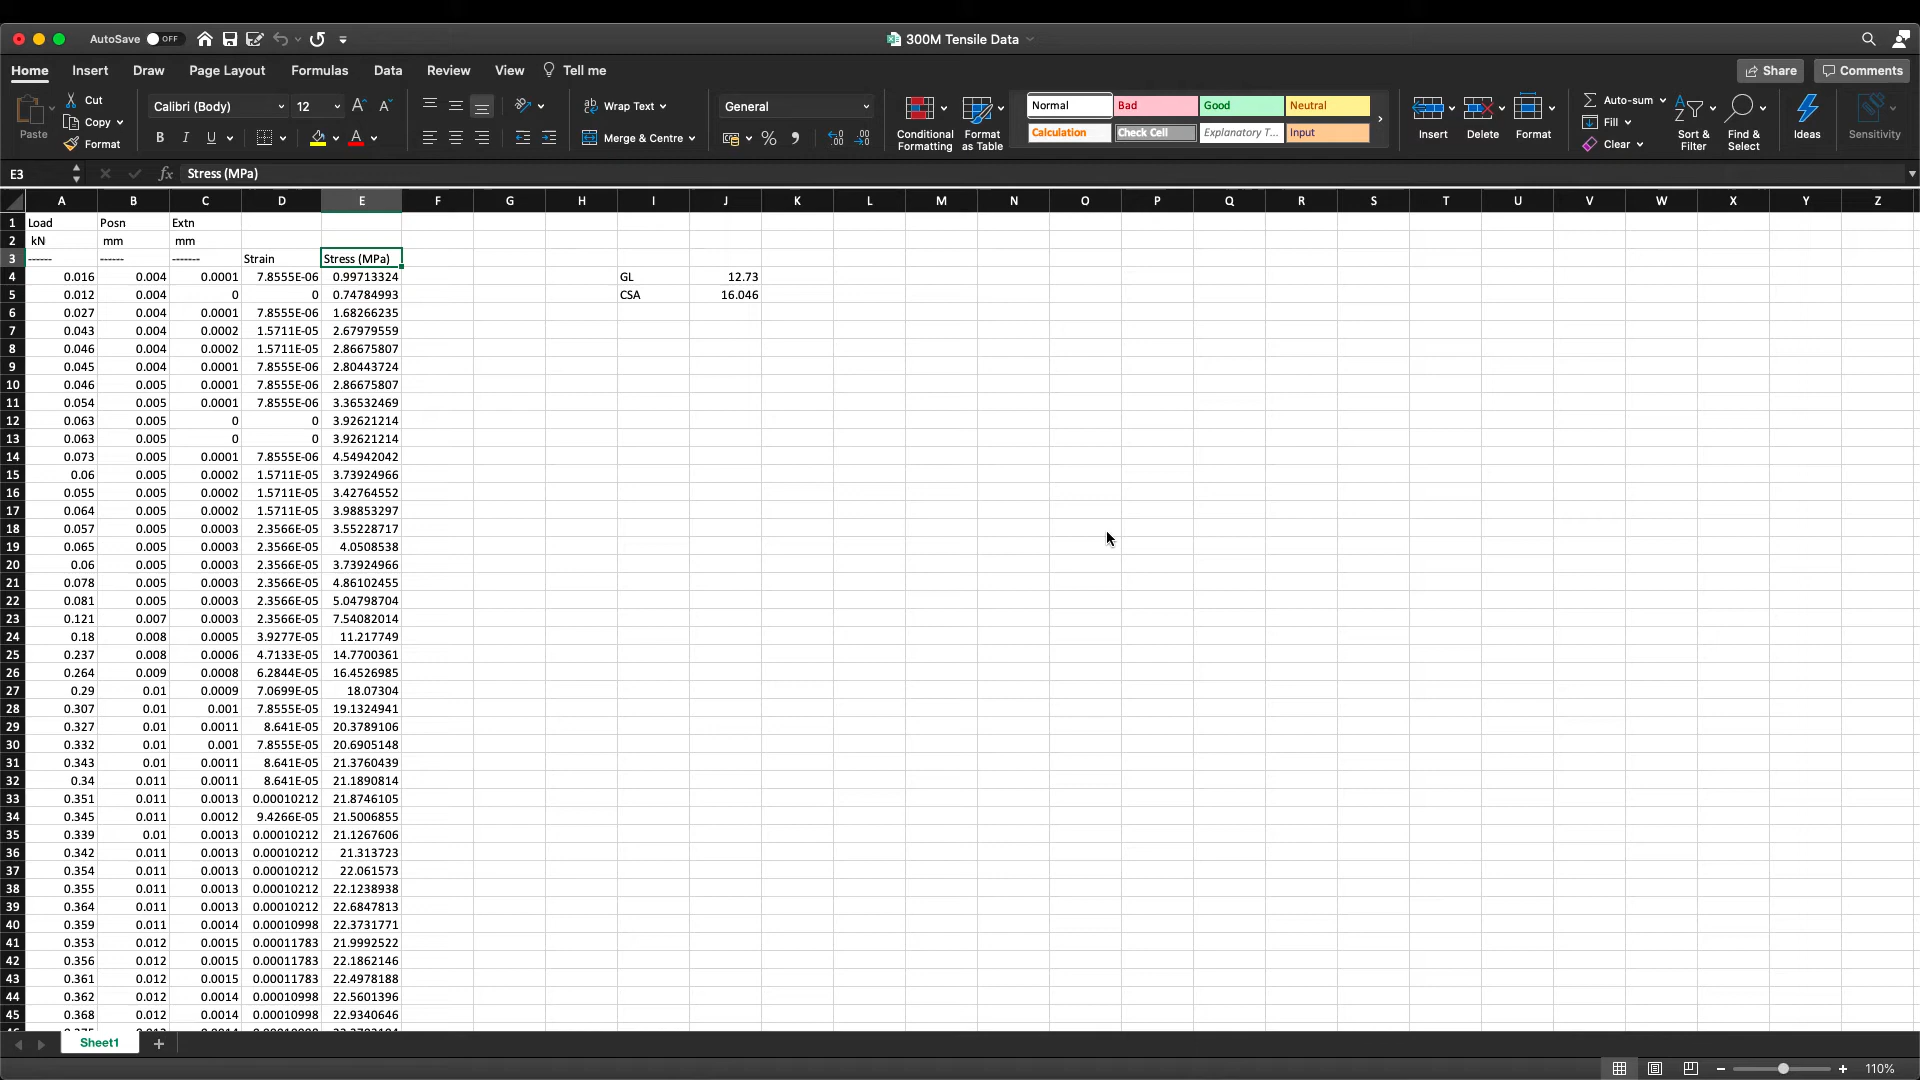 AutoSave OFF 300M Tensile Data
Home Insert Draw Page Layout Formulas Data Review View Tell me Share Comments
Paste Cut Copy Format
Calibri (Body) 12
B I U
Wrap Text
Merge & Centre
General
Conditional Formatting
Format as Table
Normal Bad Good Neutral
Calculation Check Cell Explanatory T... Input
Insert Delete Format
Auto-sum
Fill
Clear
Sort & Filter
Find & Select
Ideas
Sensitivity
E3 fx Stress (MPa)
A B C D E F G H I J K L M N O P Q R S T U V W X Y Z
1 Load Posn Extn
2 kN mm mm
3 ------ ------ ------- Strain Stress (MPa)
4 0.016 0.004 0.0001 7.8555E-06 0.99713324 GL 12.73
5 0.012 0.004 0 0 0.74784993 CSA 16.046
6 0.027 0.004 0.0001 7.8555E-06 1.68266235
7 0.043 0.004 0.0002 1.5711E-05 2.67979559
8 0.046 0.004 0.0002 1.5711E-05 2.86675807
9 0.045 0.004 0.0001 7.8555E-06 2.80443724
10 0.046 0.005 0.0001 7.8555E-06 2.86675807
11 0.054 0.005 0.0001 7.8555E-06 3.36532469
12 0.063 0.005 0 0 3.92621214
13 0.063 0.005 0 0 3.92621214
14 0.073 0.005 0.0001 7.8555E-06 4.54942042
15 0.06 0.005 0.0002 1.5711E-05 3.73924966
16 0.055 0.005 0.0002 1.5711E-05 3.42764552
17 0.064 0.005 0.0002 1.5711E-05 3.98853297
18 0.057 0.005 0.0003 2.3566E-05 3.55228717
19 0.065 0.005 0.0003 2.3566E-05 4.0508538
20 0.06 0.005 0.0003 2.3566E-05 3.73924966
21 0.078 0.005 0.0003 2.3566E-05 4.86102455
22 0.081 0.005 0.0003 2.3566E-05 5.04798704
23 0.121 0.007 0.0003 2.3566E-05 7.54082014
24 0.18 0.008 0.0005 3.9277E-05 11.217749
25 0.237 0.008 0.0006 4.7133E-05 14.7700361
26 0.264 0.009 0.0008 6.2844E-05 16.4526985
27 0.29 0.01 0.0009 7.0699E-05 18.07304
28 0.307 0.01 0.001 7.8555E-05 19.1324941
29 0.327 0.01 0.0011 8.641E-05 20.3789106
30 0.332 0.01 0.001 7.8555E-05 20.6905148
31 0.343 0.01 0.0011 8.641E-05 21.3760439
32 0.34 0.011 0.0011 8.641E-05 21.1890814
33 0.351 0.011 0.0013 0.00010212 21.8746105
34 0.345 0.011 0.0012 9.4266E-05 21.5006855
35 0.339 0.01 0.0013 0.00010212 21.1267606
36 0.342 0.011 0.0013 0.00010212 21.313723
37 0.354 0.011 0.0013 0.00010212 22.061573
38 0.355 0.011 0.0013 0.00010212 22.1238938
39 0.364 0.011 0.0013 0.00010212 22.6847813
40 0.359 0.011 0.0014 0.00010998 22.3731771
41 0.353 0.012 0.0015 0.00011783 21.9992522
42 0.356 0.012 0.0015 0.00011783 22.1862146
43 0.361 0.012 0.0015 0.00011783 22.4978188
44 0.362 0.012 0.0014 0.00010998 22.5601396
45 0.368 0.012 0.0014 0.00010998 22.9340646
Sheet1
110%